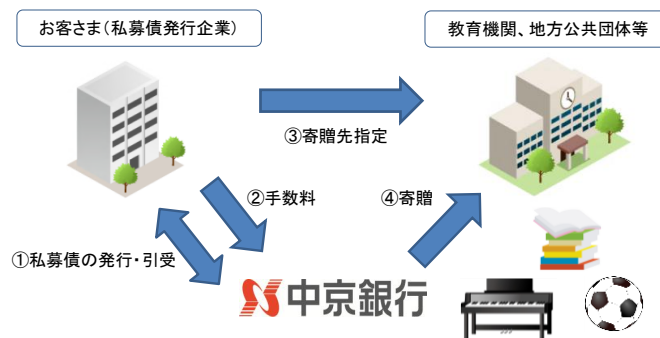 お客さま（私募債発行企業）
教育機関、地方公共団体等
③寄贈先指定
②手数料
④寄贈
①私募債の発行・引受
中京銀行